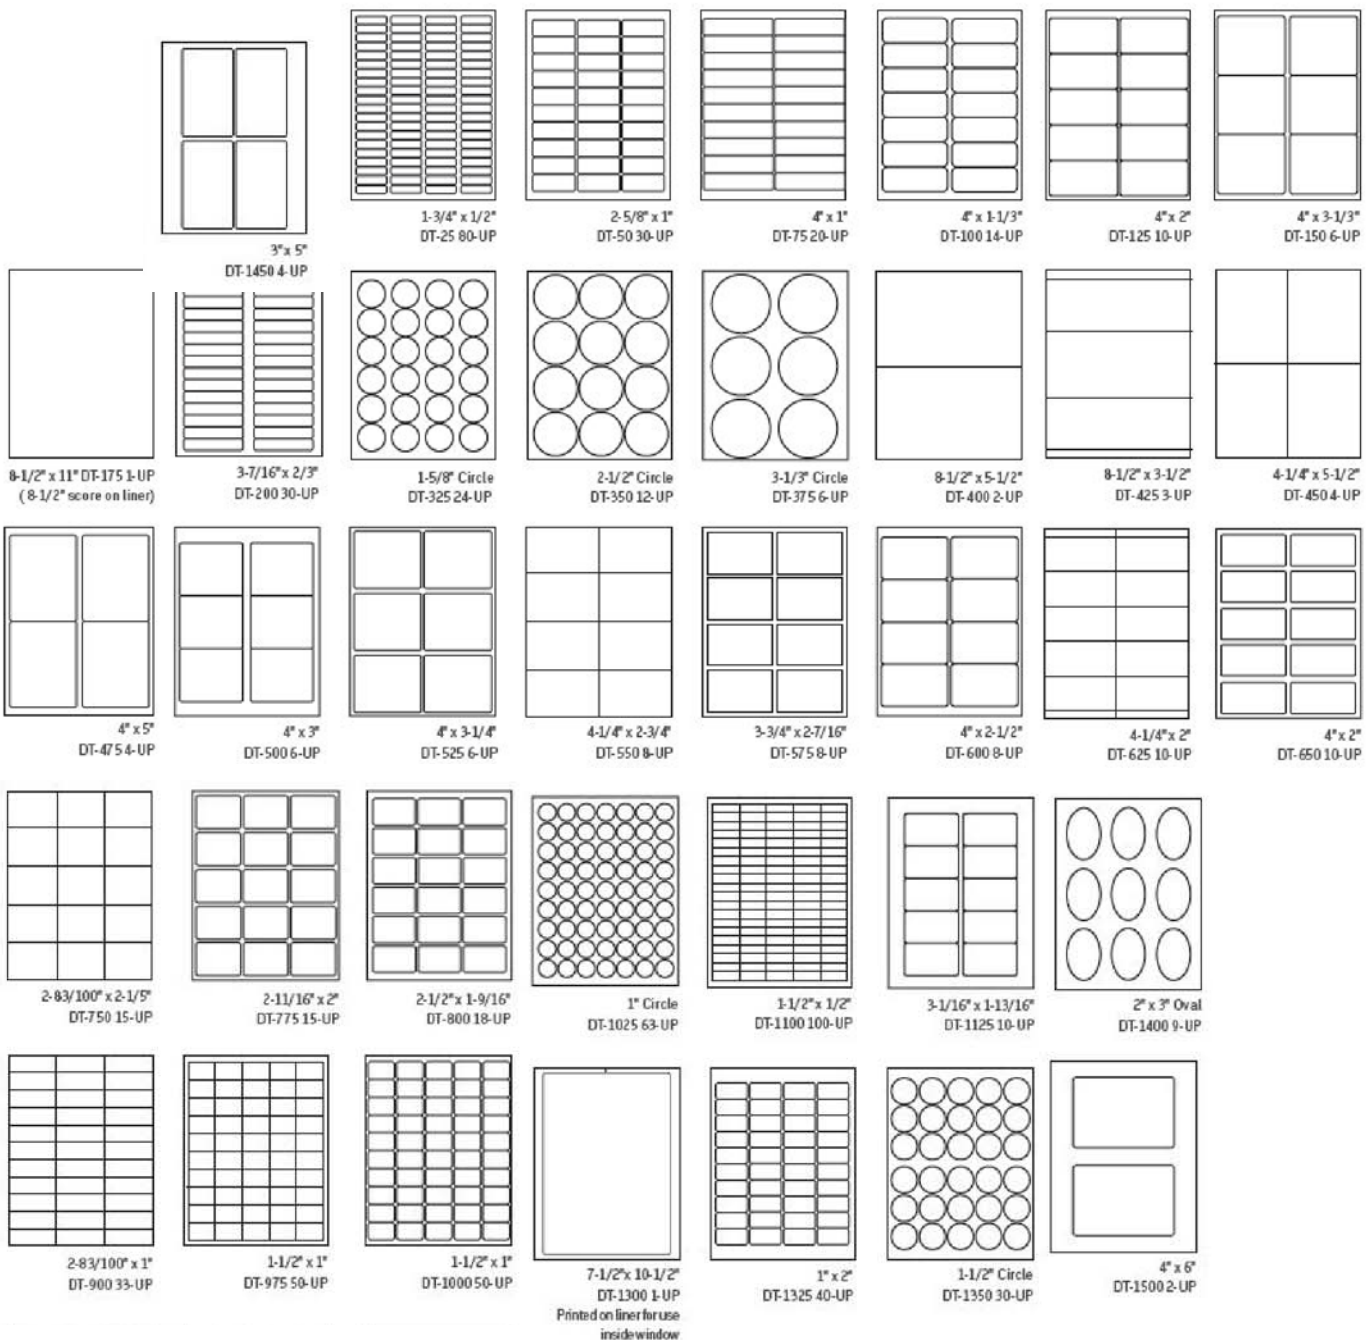 3" x 5"
DT-1450 4-UP
1-3/4" x 1/2"
DT-25 80-UP
2-5/8" x 1"
DT-50 30-UP
4" x 1"
DT-75 20-UP
4" x 1-1/3"
DT-100 14-UP
4" x 2"
DT-125 10-UP
4" x 3-1/3"
DT-150 6-UP
8-1/2" x 11" DT-175 1-UP
( 8-1/2" score on liner)
3-7/16" x 2/3"
DT-200 30-UP
1-5/8" Circle
DT-325 24-UP
2-1/2" Circle
DT-350 12-UP
3-1/3" Circle
DT-375 6-UP
8-1/2" x 5-1/2"
DT-400 2-UP
8-1/2" x 3-1/2"
DT-425 3-UP
4-1/4" x 5-1/2"
DT-450 4-UP
4" x 5"
DT-475 4-UP
4" x 3"
DT-500 6-UP
4" x 3-1/4"
DT-525 6-UP
4-1/4" x 2-3/4"
DT-550 8-UP
3-3/4" x 2-7/16"
DT-575 8-UP
4" x 2-1/2"
DT-600 8-UP
4-1/4" x 2"
DT-625 10-UP
4" x 2"
DT-650 10-UP
2-83/100" x 2-1/5"
DT-750 15-UP
2-11/16" x 2"
DT-775 15-UP
2-1/2" x 1-9/16"
DT-800 18-UP
1" Circle
DT-1025 63-UP
1-1/2" x 1/2"
DT-1100 100-UP
3-1/16" x 1-13/16"
DT-1125 10-UP
2" x 3" Oval
DT-1400 9-UP
2-83/100" x 1"
DT-900 33-UP
1-1/2" x 1"
DT-975 50-UP
1-1/2" x 1"
DT-1000 50-UP
7-1/2"x 10-1/2"
DT-1300 1-UP
Printed on liner for use
inside window
1" x 2"
DT-1325 40-UP
1-1/2" Circle
DT-1350 30-UP
4" x 6"
DT-1500 2-UP